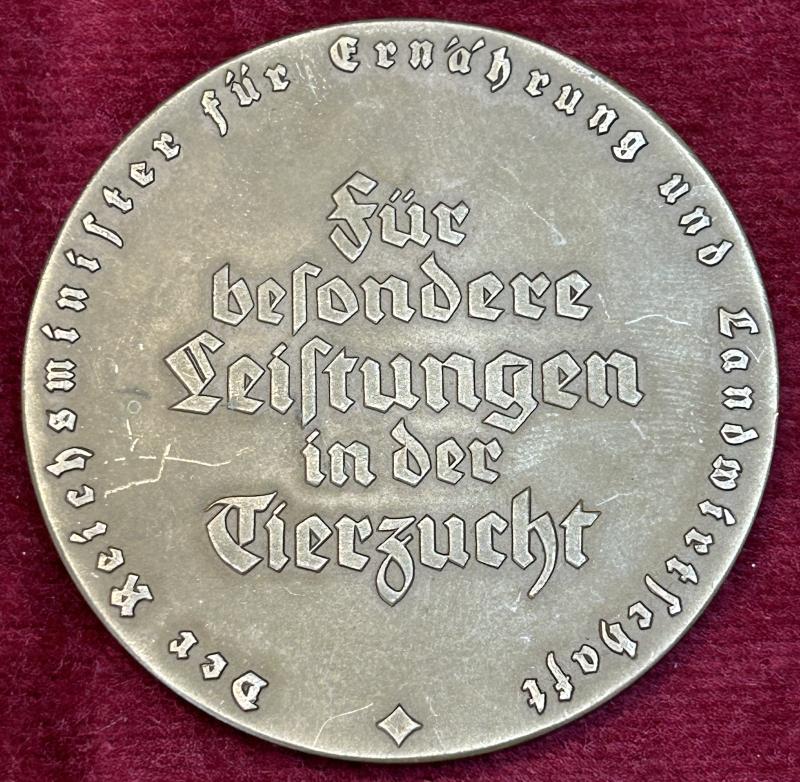 Der Reichsminister für Ernährung und Landwirtschaft
Für
besondere
Leistungen
in der
Tierzucht